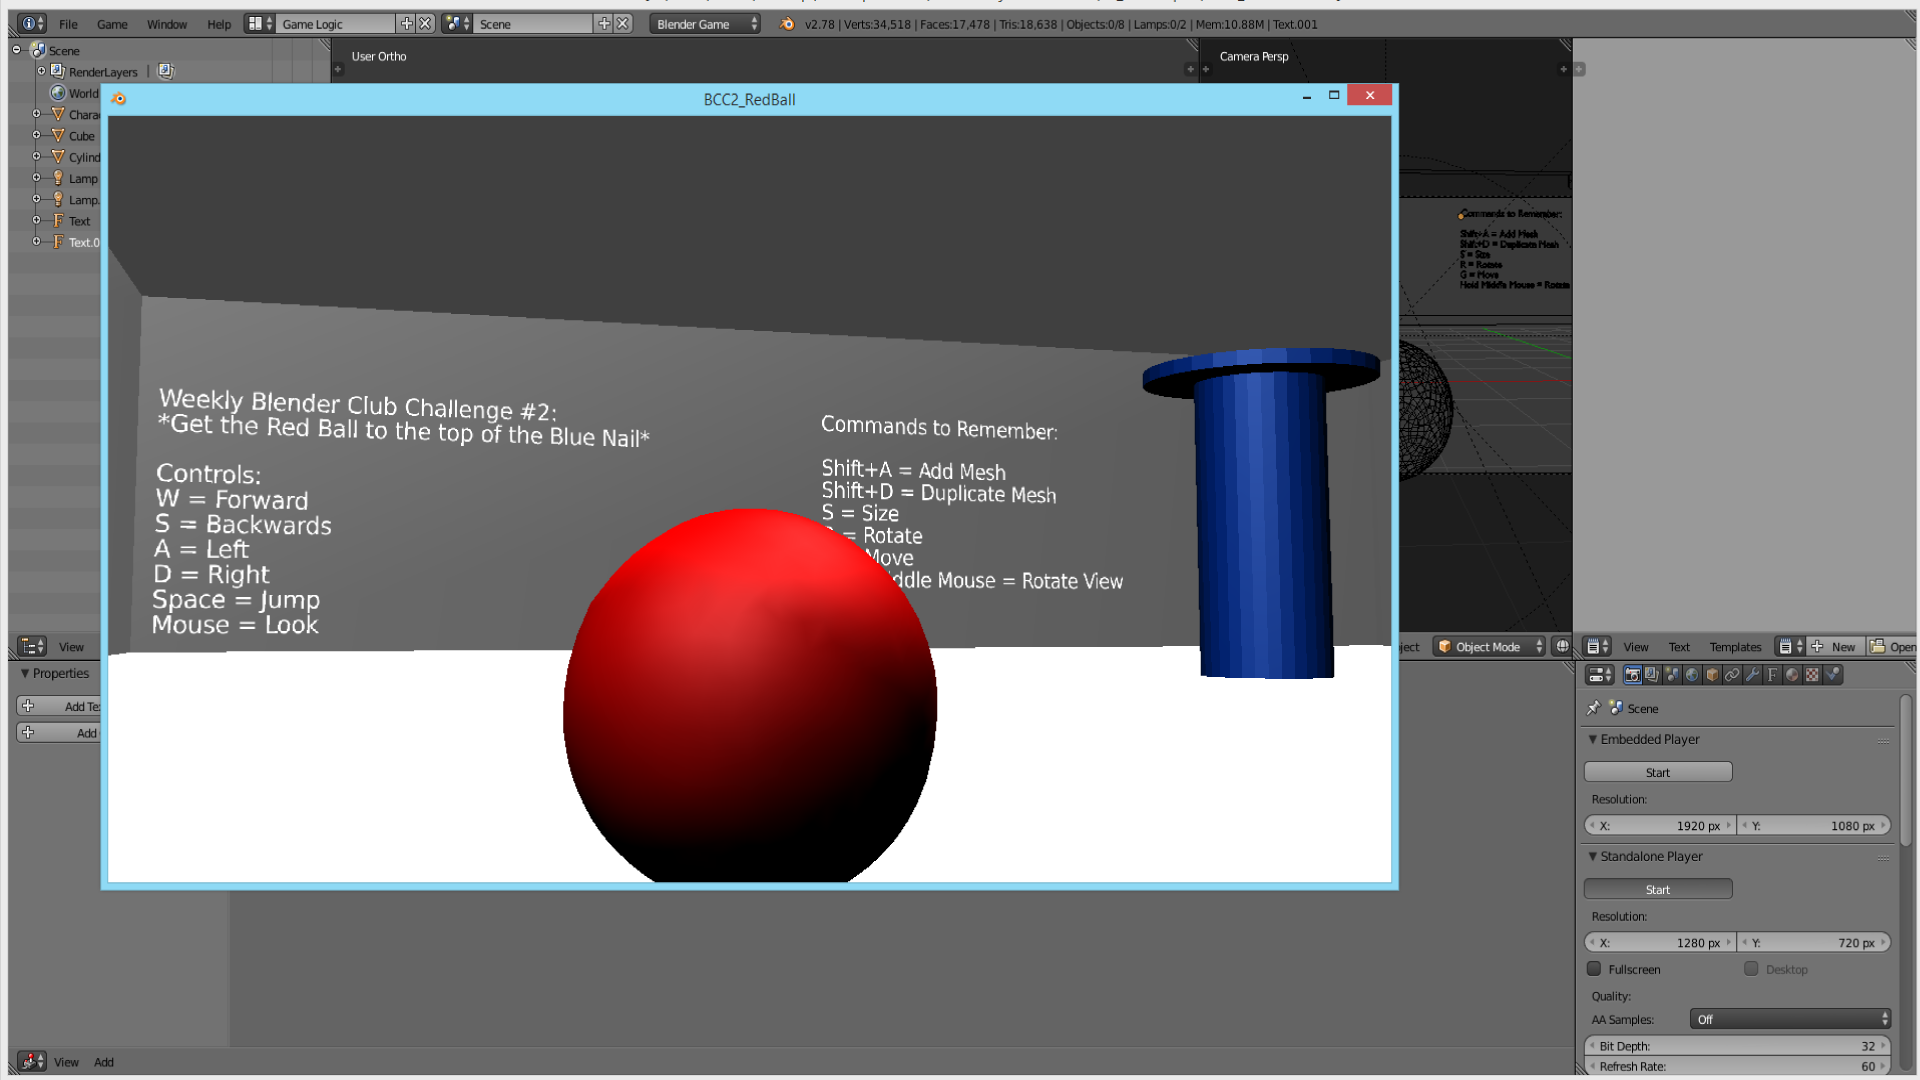 File Game Window Help Game Logic Scene Blender Game v2.78 | Verts:34,518 | Faces:17,478 | Tris:18,638 | Objects:0/8 | Lamps:0/2 | Mem:10.88M | Text.001
Scene
RenderLayers
World
Chara
Cube
Cylind
Lamp
Lamp.
Text
Text.0
User Ortho
Camera Persp
BCC2_RedBall
Weekly Blender Club Challenge #2:
*Get the Red Ball to the top of the Blue Nail*
Controls:
W = Forward
S = Backwards
A = Left
D = Right
Space = Jump
Mouse = Look
Commands to Remember:
Shift+A = Add Mesh
Shift+D = Duplicate Mesh
S = Size
= Rotate
Move
ddle Mouse = Rotate View
Commands to Remember:
Shift+A = Add Mesh
Shift+D = Duplicate Mesh
S = Size
R = Rotate
G = Move
Hold Middle Mouse = Rotate
View
ject Object Mode
View Text Templates New Open
Properties
Add Te
Add
Scene
Embedded Player
Start
Resolution:
X: 1920 px Y: 1080 px
Standalone Player
Start
Resolution:
X: 1280 px Y: 720 px
Fullscreen Desktop
Quality:
AA Samples: Off
Bit Depth: 32
Refresh Rate: 60
View Add